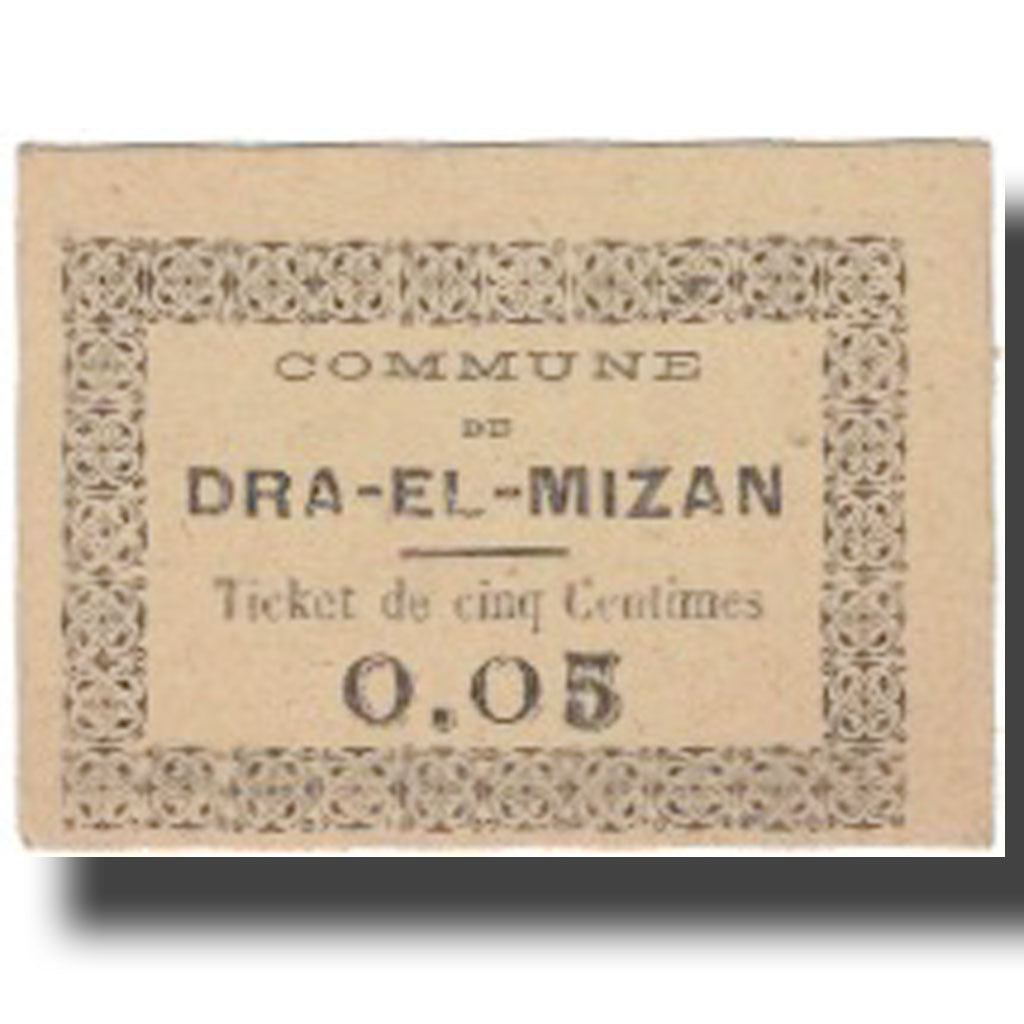 COMMUNE
DE
DRA-EL-MIZAN
Ticket de cinq Centimes
0.05